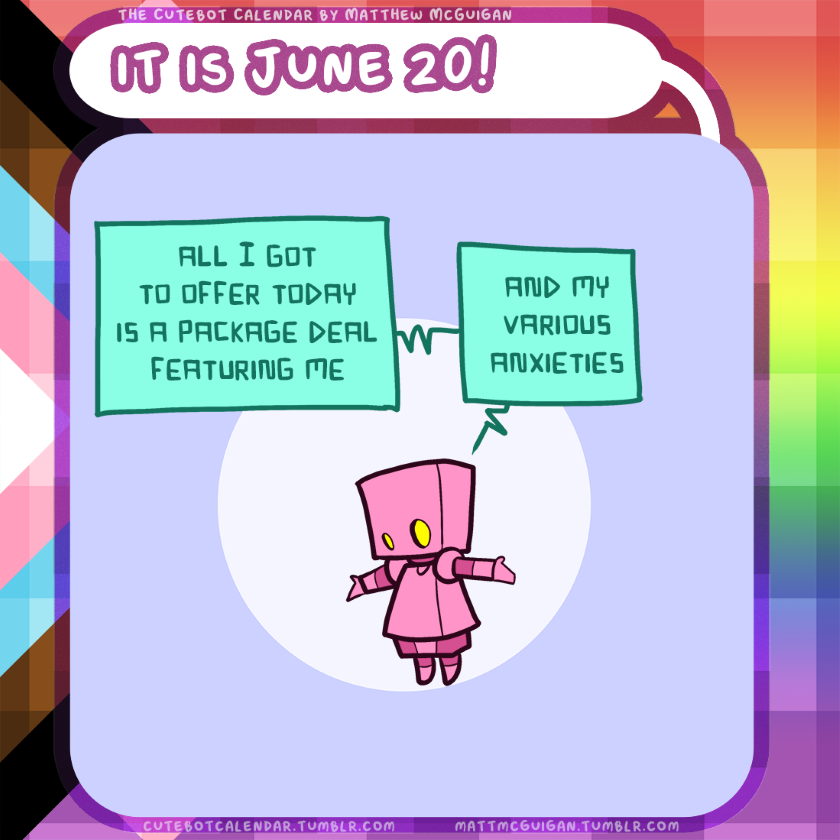 THE CUTEBOT CALENDAR BY MATTHEW MCGUIGAN
IT IS JUNE 20!
ALL I GOT
TO OFFER TODAY
IS A PACKAGE DEAL
FEATURING ME
AND MY
VARIOUS
ANXIETIES
CUTEBOTCALENDAR.TUMBLR.COM
MATTMCGUIGAN.TUMBLR.COM